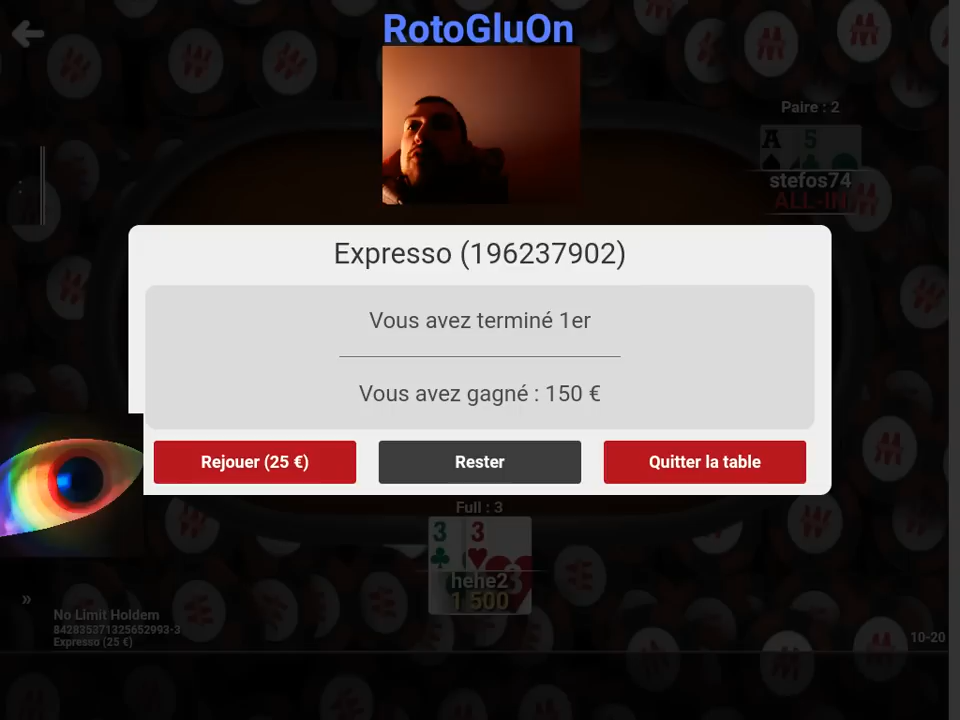 RotoGluOn
Paire : 2
A 5
stefos74
ALL-IN
Expresso (196237902)
Vous avez terminé 1er
Vous avez gagné : 150 €
Rejouer (25 €)
Rester
Quitter la table
Full : 3
3 3
hehe2
1 500
»
No Limit Holdem
842835371325652993-3
Expresso (25 €)
10-20